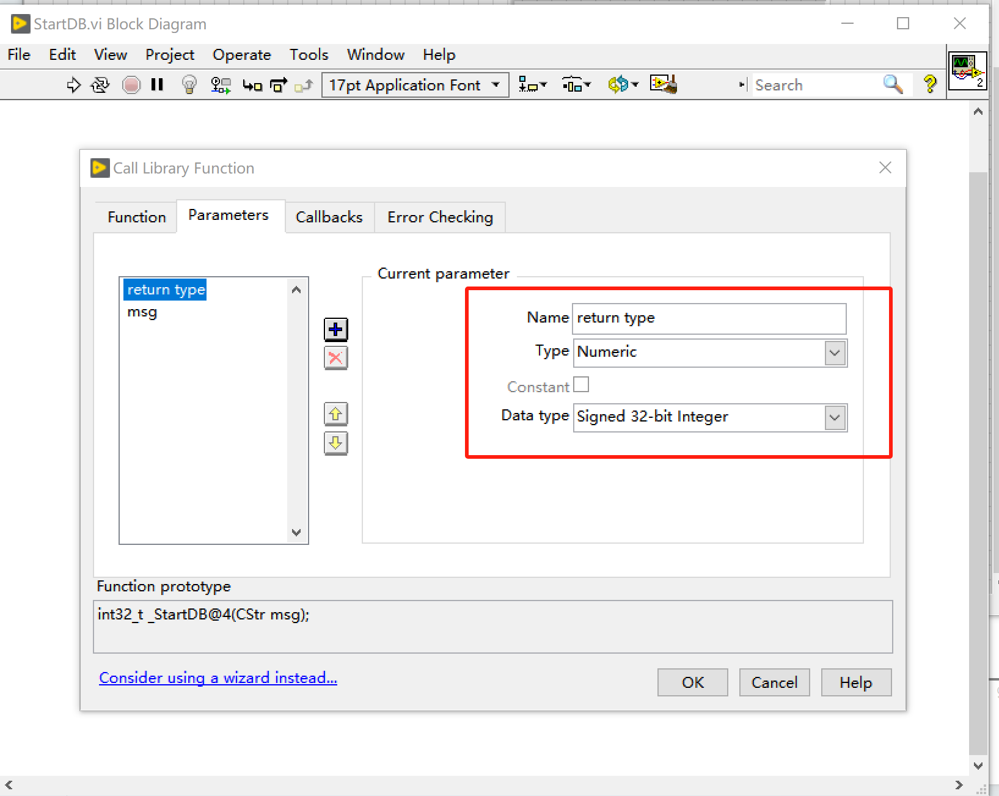 StartDB.vi Block Diagram
File Edit View Project Operate Tools Window Help
17pt Application Font
Search
?
2
Call Library Function
Function Parameters Callbacks Error Checking
return type
msg
Current parameter
Name return type
Type Numeric
Constant
Data type Signed 32-bit Integer
Function prototype
int32_t _StartDB@4(CStr msg);
Consider using a wizard instead...
OK Cancel Help